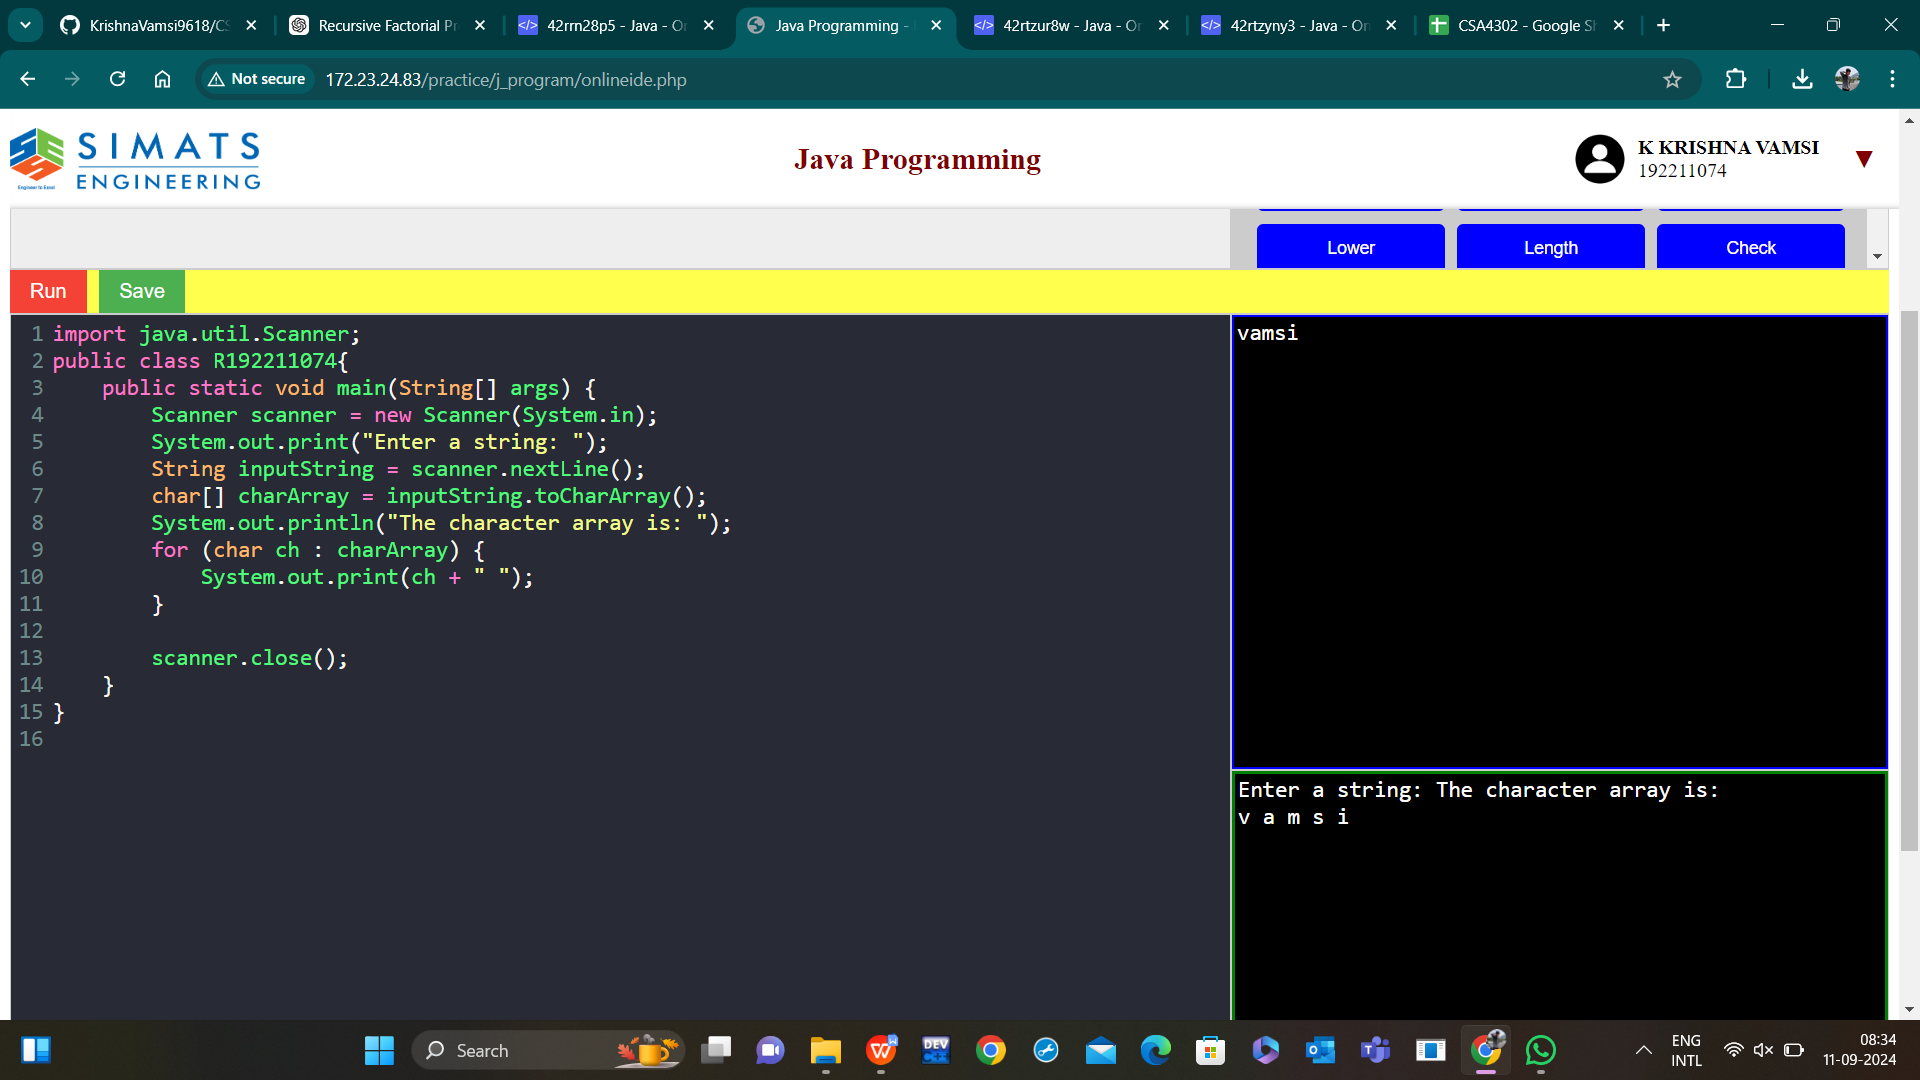 KrishnaVamsi9618/CS
Recursive Factorial Pr
42rrn28p5 - Java - Or
Java Programming -
42rtzur8w - Java - Or
42rtzyny3 - Java - On
CSA4302 - Google Sh
Not secure
172.23.24.83/practice/j_program/onlineide.php
SIMATS
ENGINEERING
Engineer to Excel
Java Programming
K KRISHNA VAMSI
192211074
Lower
Length
Check
Run
Save
1 import java.util.Scanner;
2 public class R192211074{
3     public static void main(String[] args) {
4         Scanner scanner = new Scanner(System.in);
5         System.out.print("Enter a string: ");
6         String inputString = scanner.nextLine();
7         char[] charArray = inputString.toCharArray();
8         System.out.println("The character array is: ");
9         for (char ch : charArray) {
10             System.out.print(ch + " ");
11         }
12
13         scanner.close();
14     }
15 }
16
vamsi
Enter a string: The character array is:
v a m s i
Search
DEV
C++
ENG
INTL
08:34
11-09-2024